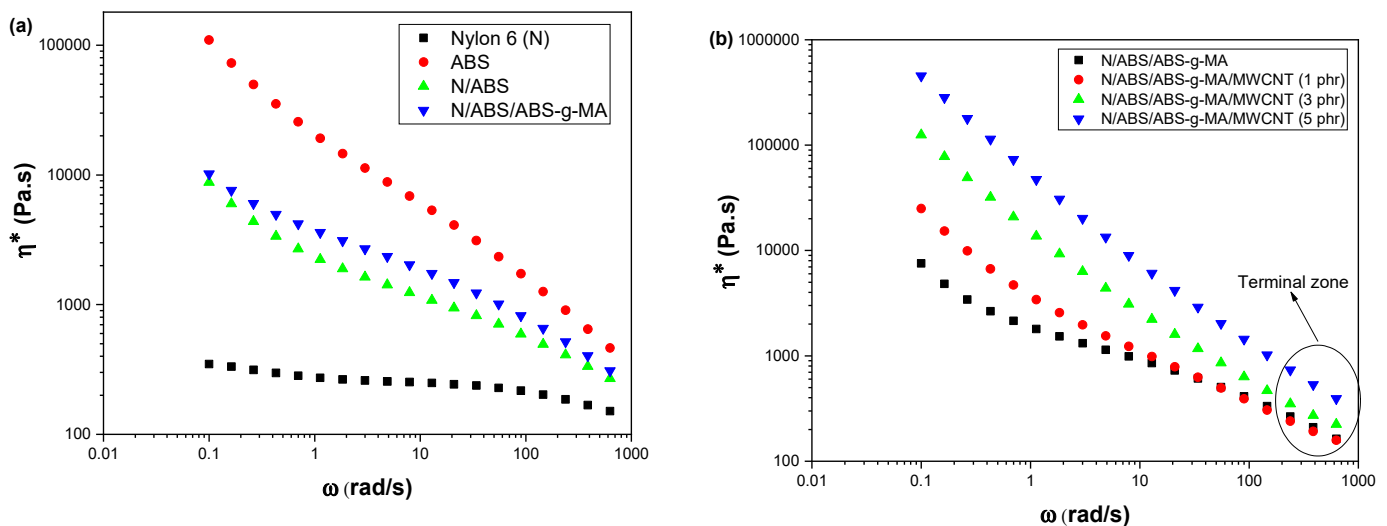 (a)
100000
10000
1000
100
0.01
0.1
1
10
100
1000
η* (Pa.s)
ω (rad/s)
Nylon 6 (N)
ABS
N/ABS
N/ABS/ABS-g-MA
(b)
1000000
100000
10000
1000
100
0.01
0.1
1
10
100
1000
η* (Pa.s)
ω (rad/s)
N/ABS/ABS-g-MA
N/ABS/ABS-g-MA/MWCNT (1 phr)
N/ABS/ABS-g-MA/MWCNT (3 phr)
N/ABS/ABS-g-MA/MWCNT (5 phr)
Terminal zone